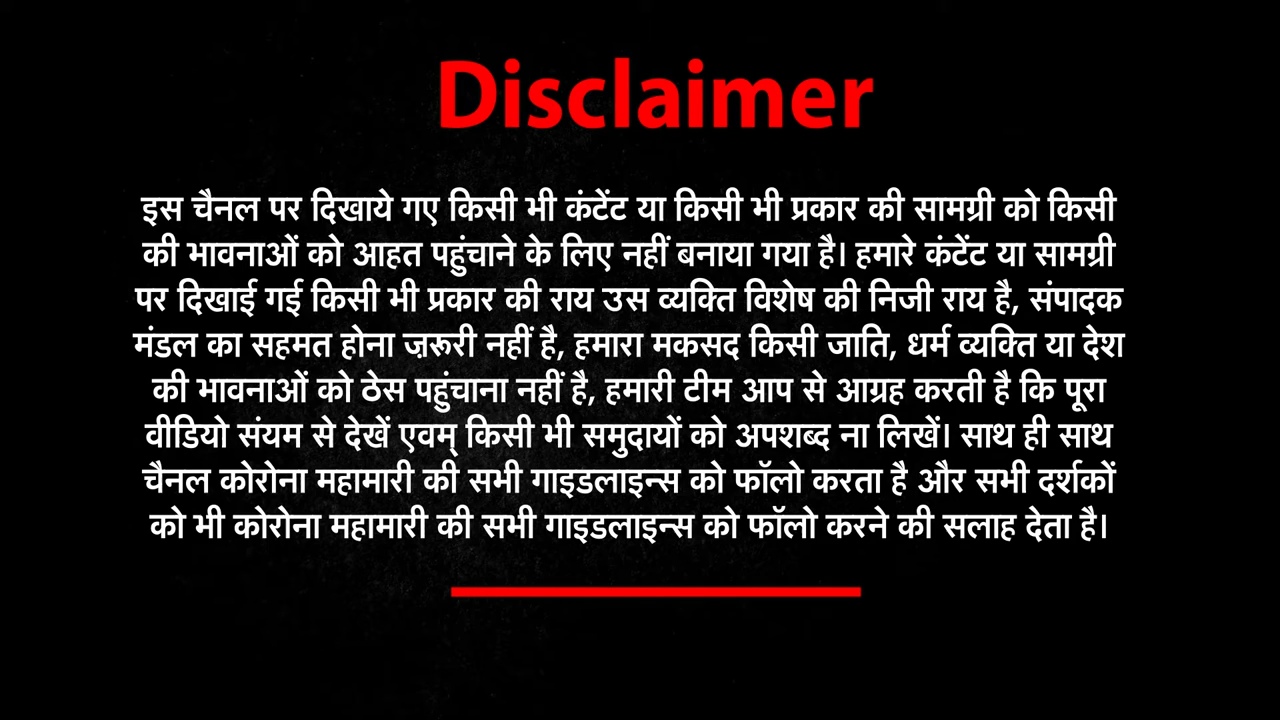 Disclaimer
इस चैनल पर दिखाये गए किसी भी कंटेंट या किसी भी प्रकार की सामग्री को किसी
की भावनाओं को आहत पहुंचाने के लिए नहीं बनाया गया है। हमारे कंटेंट या सामग्री
पर दिखाई गई किसी भी प्रकार की राय उस व्यक्ति विशेष की निजी राय है, संपादक
मंडल का सहमत होना ज़रूरी नहीं है, हमारा मकसद किसी जाति, धर्म व्यक्ति या देश
की भावनाओं को ठेस पहुंचाना नहीं है, हमारी टीम आप से आग्रह करती है कि पूरा
वीडियो संयम से देखें एवम् किसी भी समुदायों को अपशब्द ना लिखें। साथ ही साथ
चैनल कोरोना महामारी की सभी गाइडलाइन्स को फॉलो करता है और सभी दर्शकों
को भी कोरोना महामारी की सभी गाइडलाइन्स को फॉलो करने की सलाह देता है।